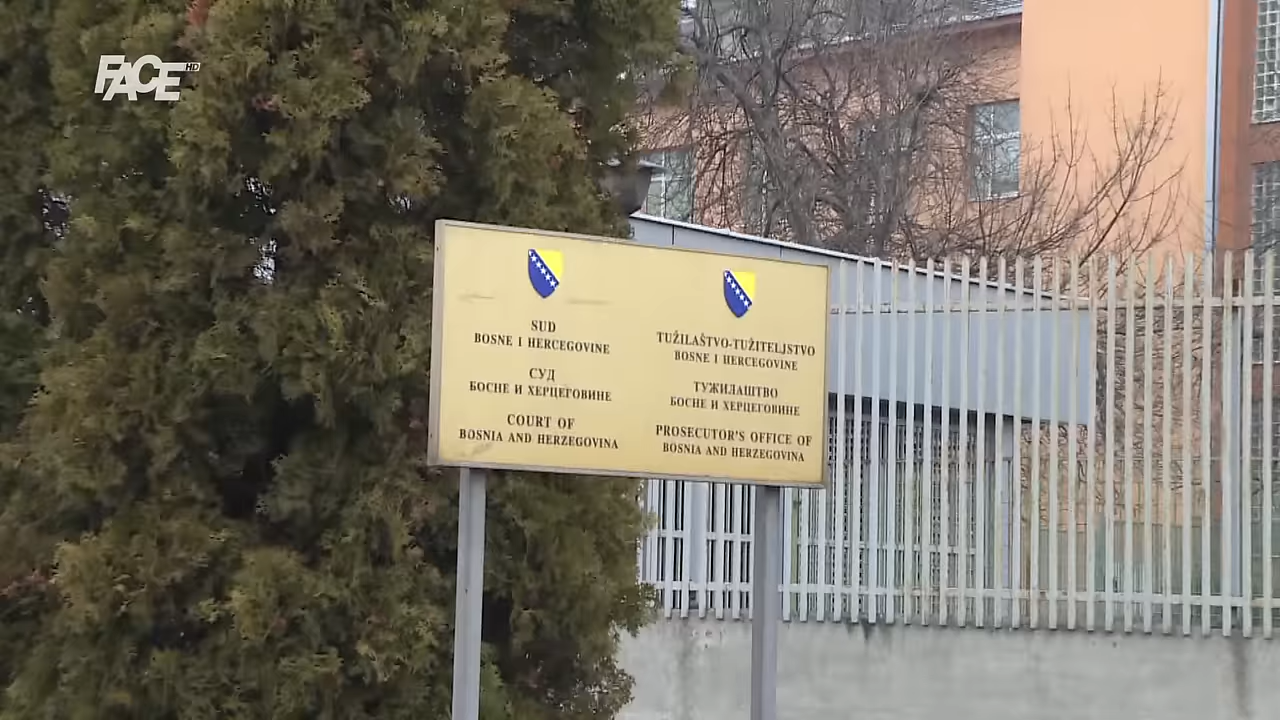 FACE HD
SUD
BOSNE I HERCEGOVINE
СУД
БОСНЕ И ХЕРЦЕГОВИНЕ
COURT OF
BOSNIA AND HERZEGOVINA
TUŽILAŠTVO-TUŽITELJSTVO
BOSNE I HERCEGOVINE
ТУЖИЛАШТВО
БОСНЕ И ХЕРЦЕГОВИНЕ
PROSECUTOR'S OFFICE OF
BOSNIA AND HERZEGOVINA